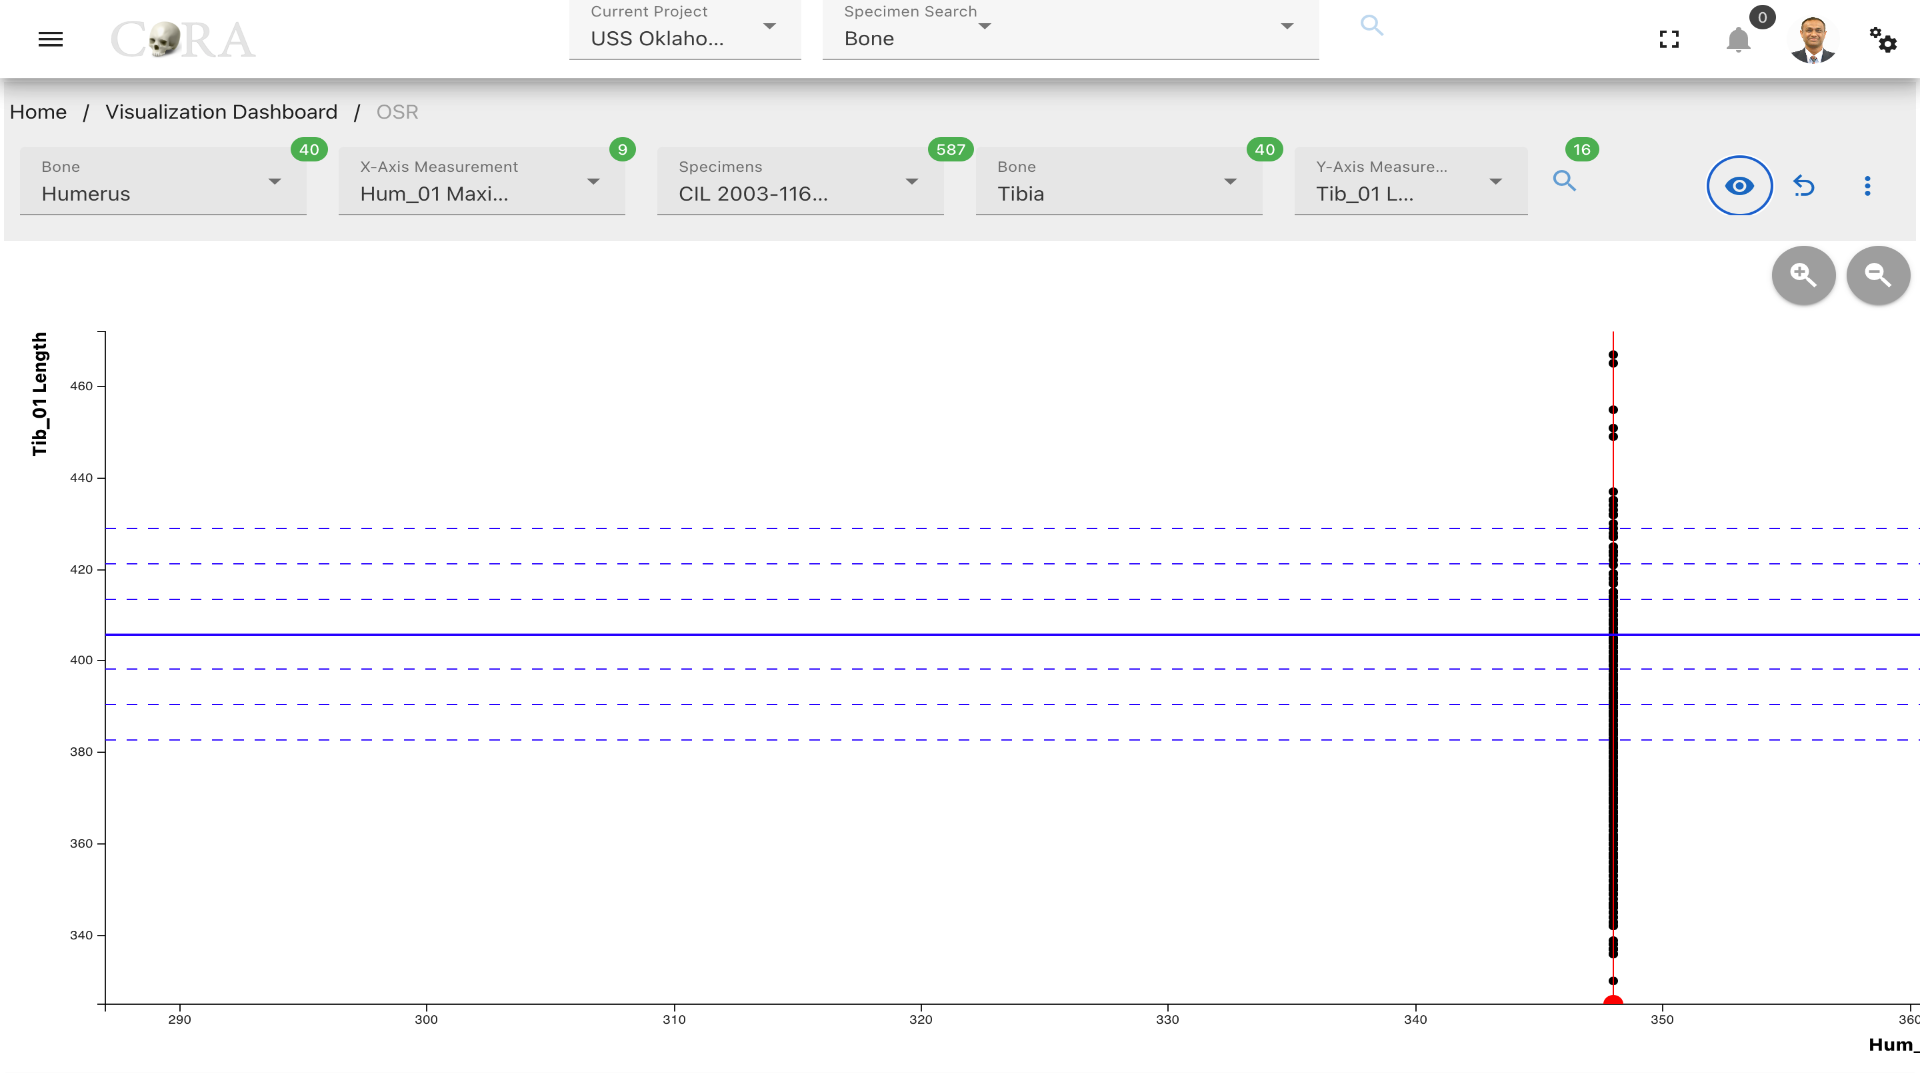 CORA
Current Project
USS Oklaho...
Specimen Search
Bone
0
Home / Visualization Dashboard / OSR
Bone
Humerus
40
X-Axis Measurement
Hum_01 Maxi...
9
Specimens
CIL 2003-116...
587
Bone
Tibia
40
Y-Axis Measure...
Tib_01 L...
16
Tib_01 Length
460
440
420
400
380
360
340
290 300 310 320 330 340 350 360
Hum_